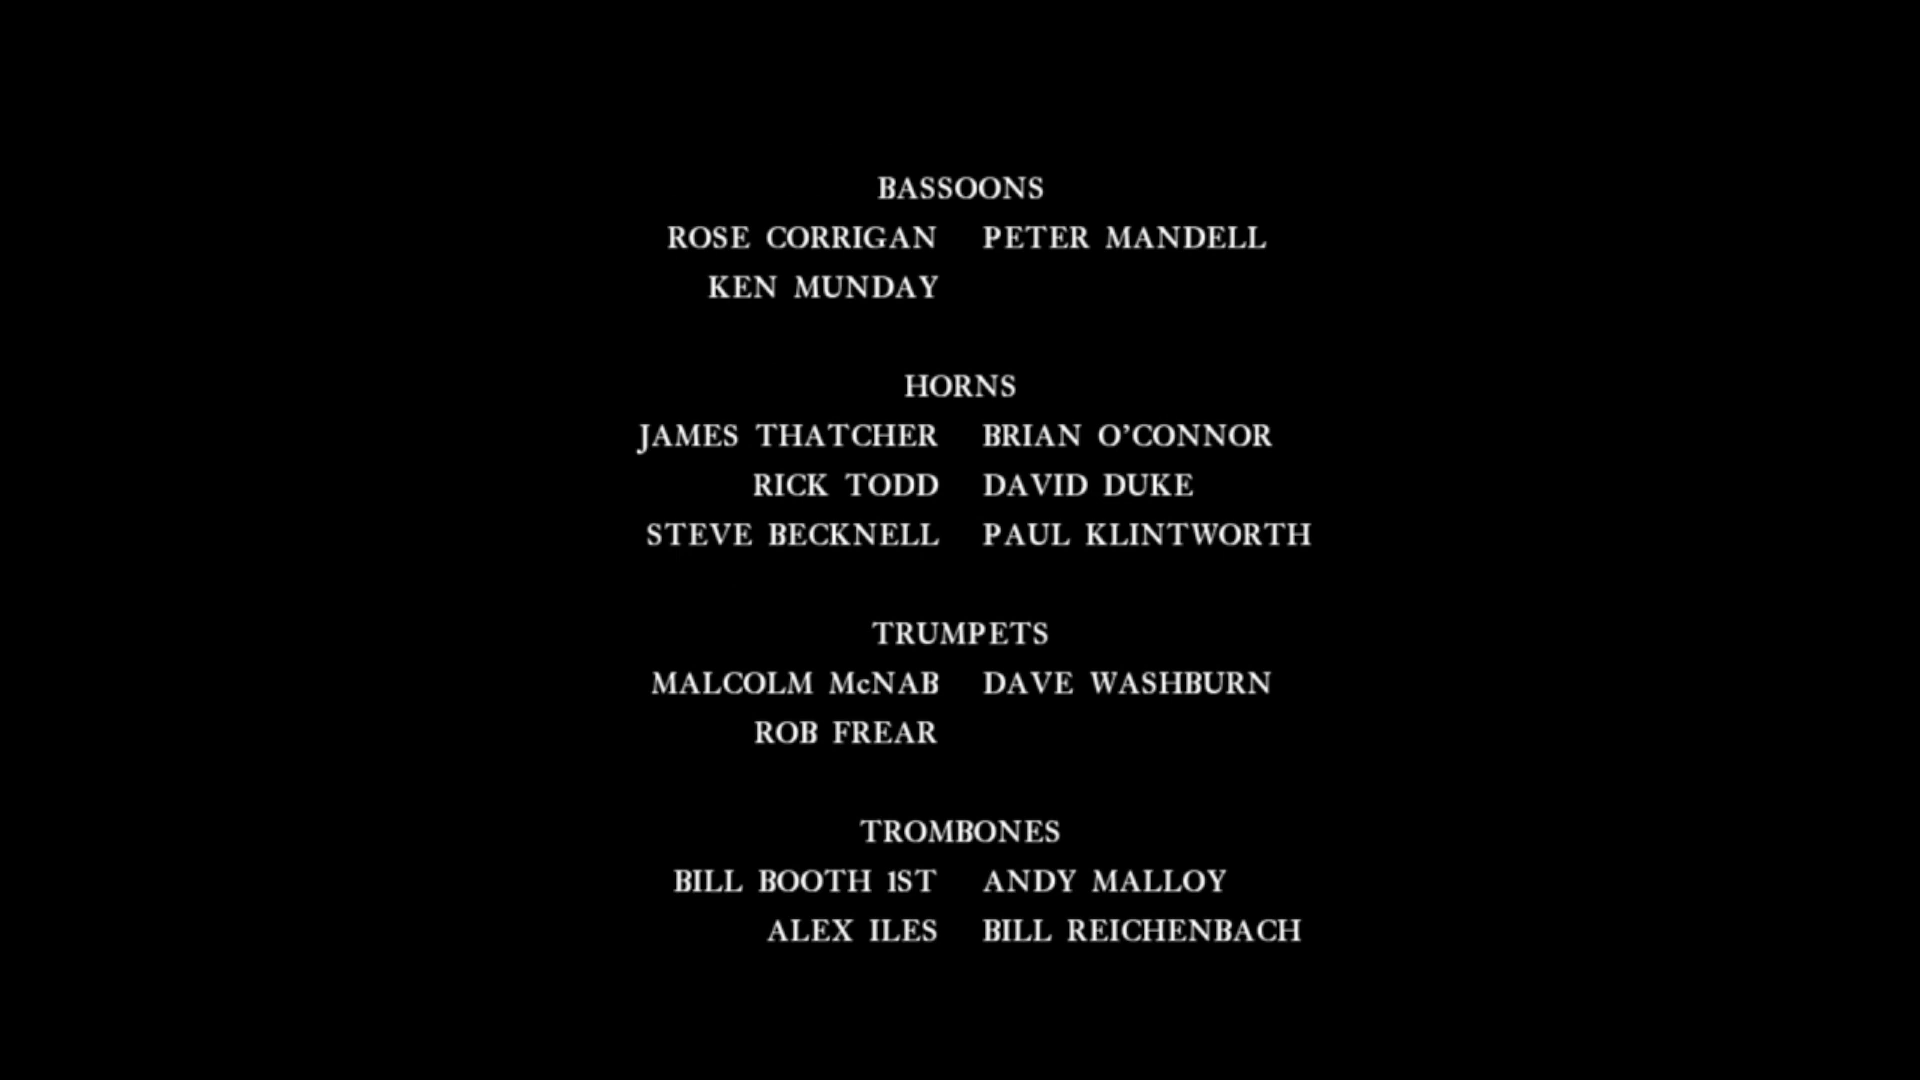 BASSOONS
ROSE CORRIGAN PETER MANDELL
KEN MUNDAY
HORNS
JAMES THATCHER BRIAN O’CONNOR
RICK TODD DAVID DUKE
STEVE BECKNELL PAUL KLINTWORTH
TRUMPETS
MALCOLM McNAB DAVE WASHBURN
ROB FREAR
TROMBONES
BILL BOOTH 1ST ANDY MALLOY
ALEX ILES BILL REICHENBACH